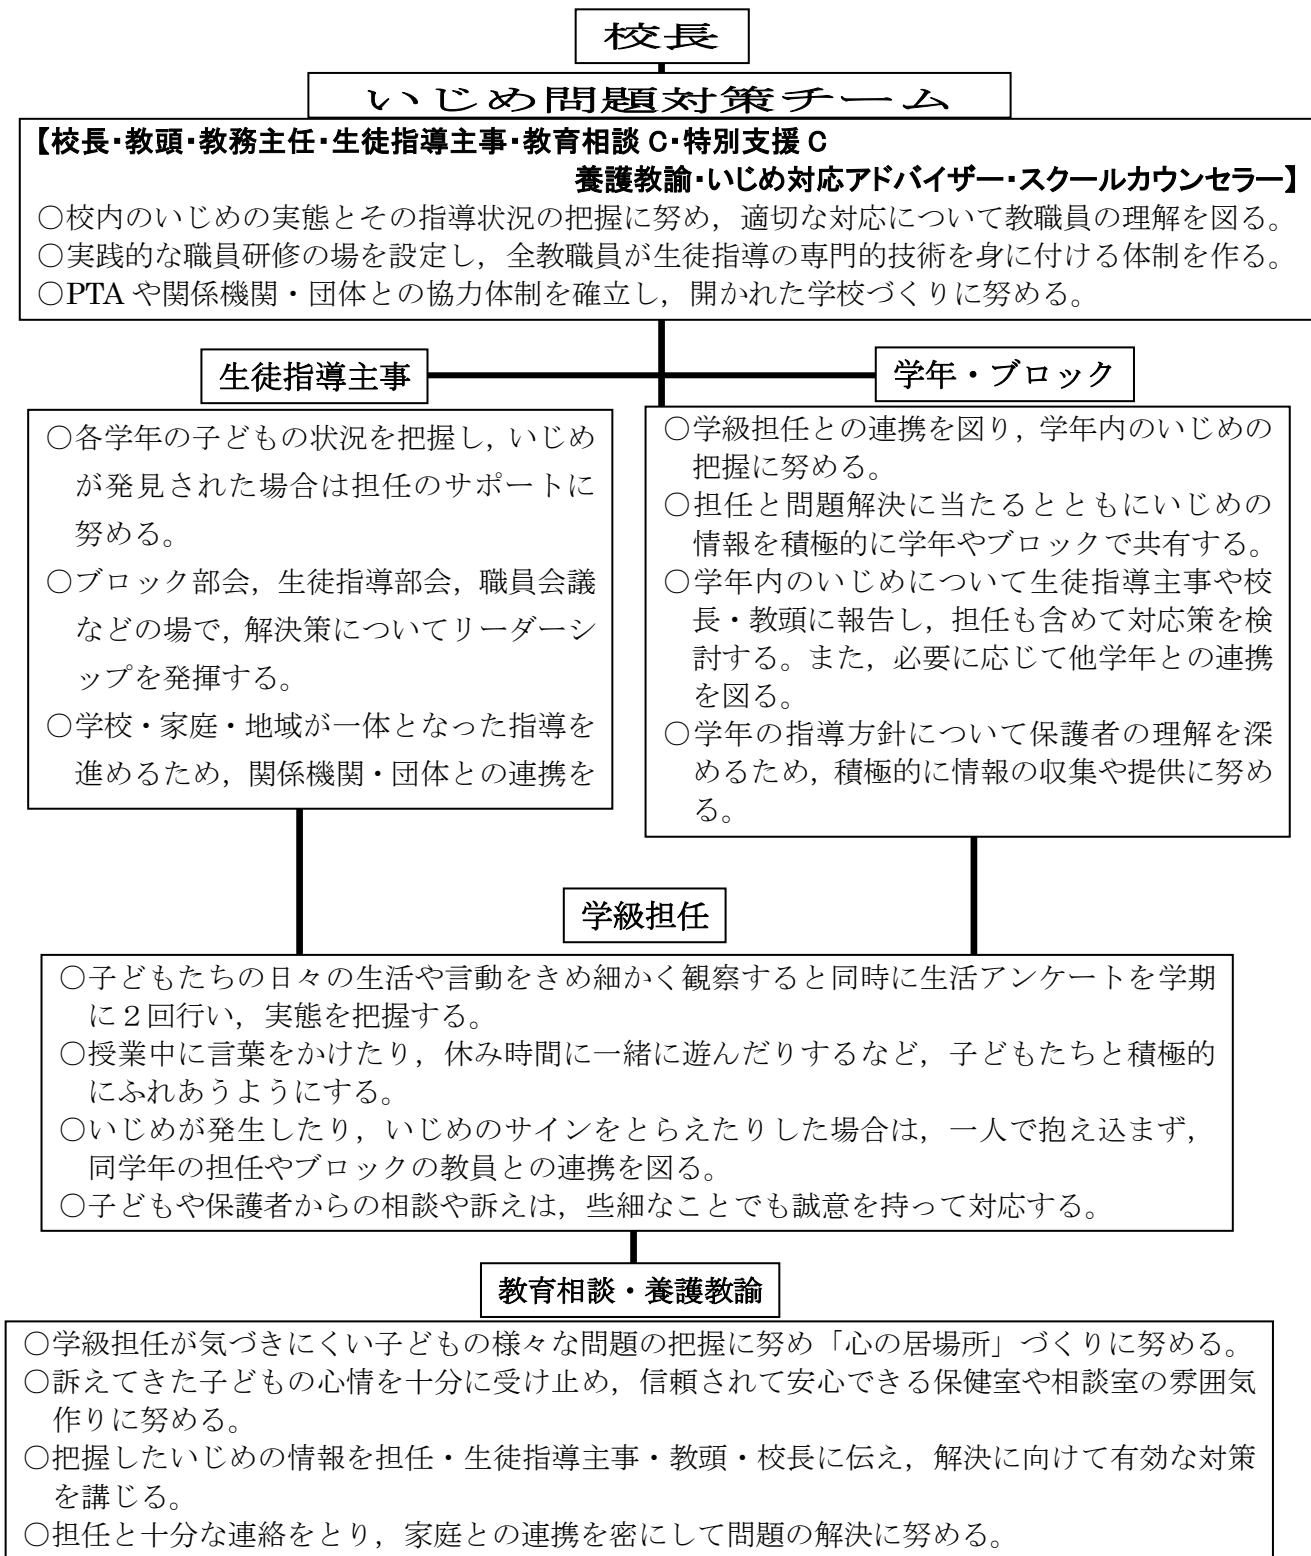 校長
いじめ問題対策チーム
【校長・教頭・教務主任・生徒指導主事・教育相談C・特別支援C
養護教諭・いじめ対応アドバイザー・スクールカウンセラー】
○校内のいじめの実態とその指導状況の把握に努め，適切な対応について教職員の理解を図る。
○実践的な職員研修の場を設定し，全教職員が生徒指導の専門的技術を身に付ける体制を作る。
○PTAや関係機関・団体との協力体制を確立し，開かれた学校づくりに努める。
生徒指導主事
○各学年の子どもの状況を把握し，いじめ
が発見された場合は担任のサポートに
努める。
○ブロック部会，生徒指導部会，職員会議
などの場で，解決策についてリーダーシ
ップを発揮する。
○学校・家庭・地域が一体となった指導を
進めるため，関係機関・団体との連携を
学年・ブロック
○学級担任との連携を図り，学年内のいじめの
把握に努める。
○担任と問題解決に当たるとともにいじめの
情報を積極的に学年やブロックで共有する。
○学年内のいじめについて生徒指導主事や校
長・教頭に報告し，担任も含めて対応策を検
討する。また，必要に応じて他学年との連携
を図る。
○学年の指導方針について保護者の理解を深
めるため，積極的に情報の収集や提供に努め
る。
学級担任
○子どもたちの日々の生活や言動をきめ細かく観察すると同時に生活アンケートを学期
に２回行い，実態を把握する。
○授業中に言葉をかけたり，休み時間に一緒に遊んだりするなど，子どもたちと積極的
にふれあうようにする。
○いじめが発生したり，いじめのサインをとらえたりした場合は，一人で抱え込まず，
同学年の担任やブロックの教員との連携を図る。
○子どもや保護者からの相談や訴えは，些細なことでも誠意を持って対応する。
教育相談・養護教諭
○学級担任が気づきにくい子どもの様々な問題の把握に努め「心の居場所」づくりに努める。
○訴えてきた子どもの心情を十分に受け止め，信頼されて安心できる保健室や相談室の雰囲気
作りに努める。
○把握したいじめの情報を担任・生徒指導主事・教頭・校長に伝え，解決に向けて有効な対策
を講じる。
○担任と十分な連絡をとり，家庭との連携を密にして問題の解決に努める。